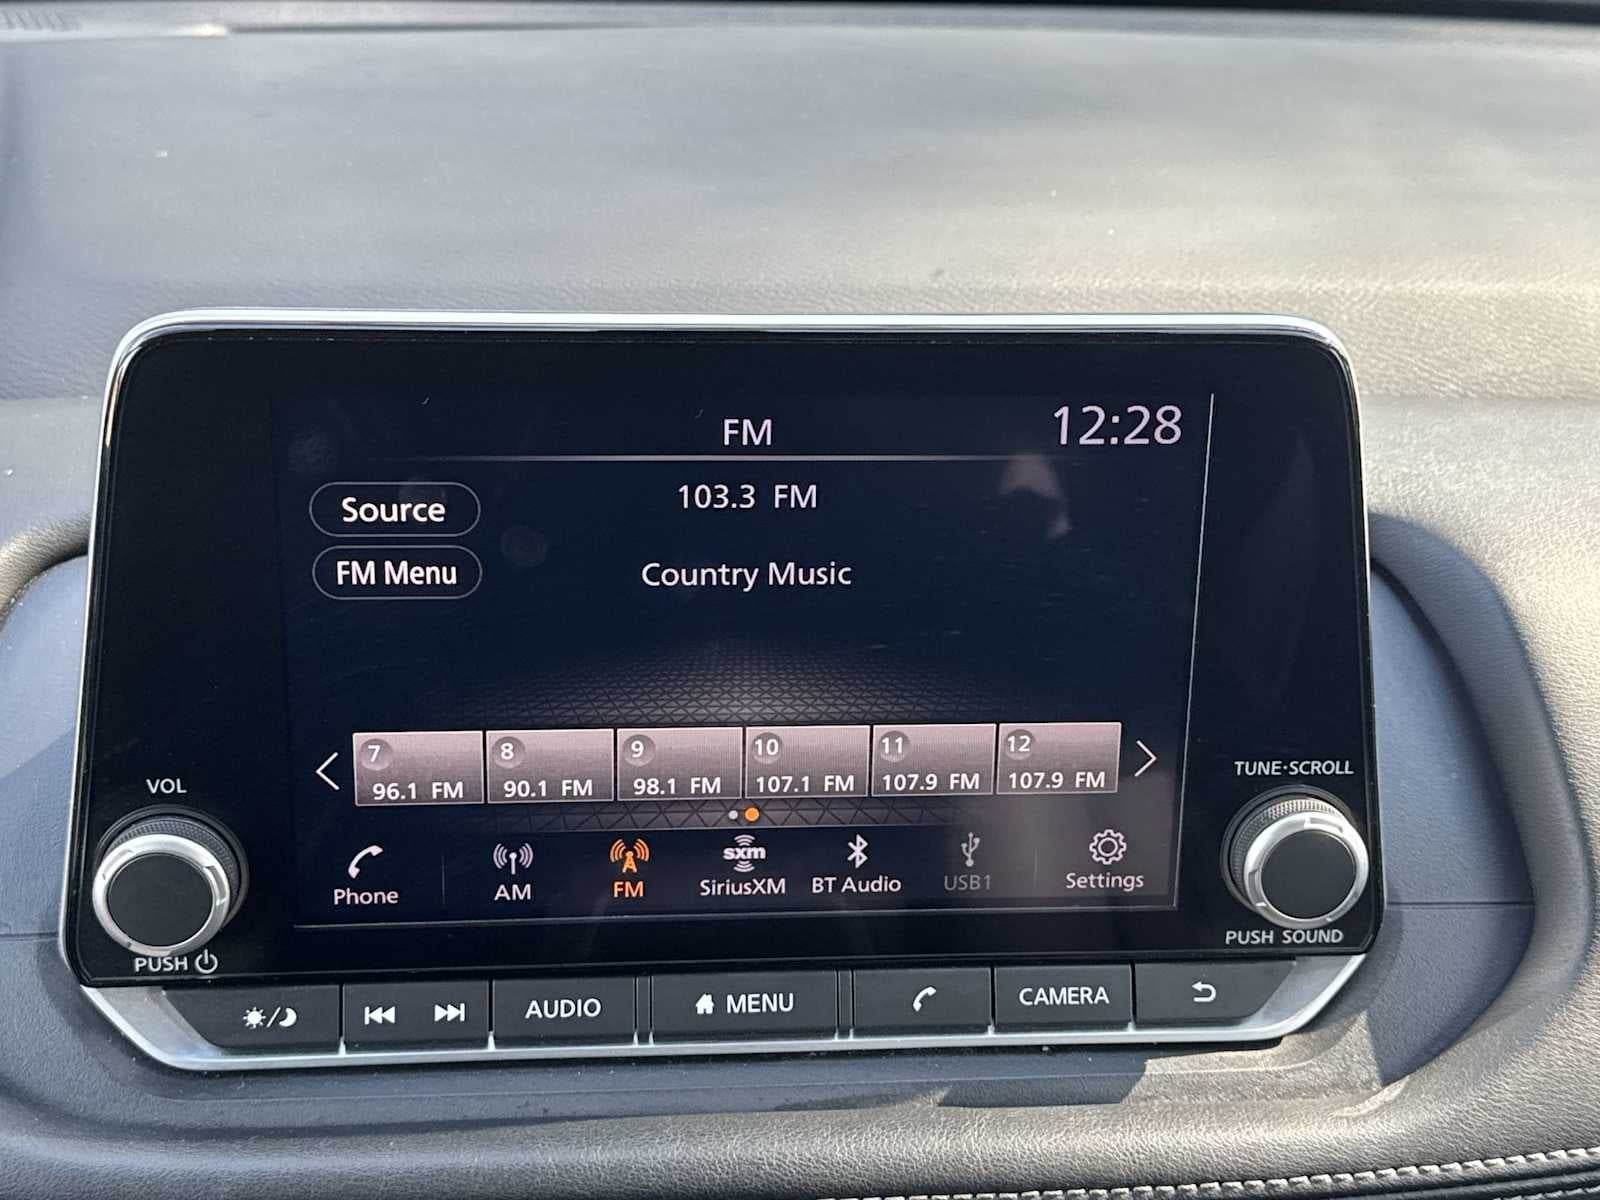 FM
12:28
Source
103.3 FM
FM Menu
Country Music
7
8
9
10
11
12
96.1 FM
90.1 FM
98.1 FM
107.1 FM
107.9 FM
107.9 FM
VOL
TUNE·SCROLL
sxm
Phone
AM
FM
SiriusXM
BT Audio
USB1
Settings
PUSH
PUSH SOUND
AUDIO
MENU
CAMERA